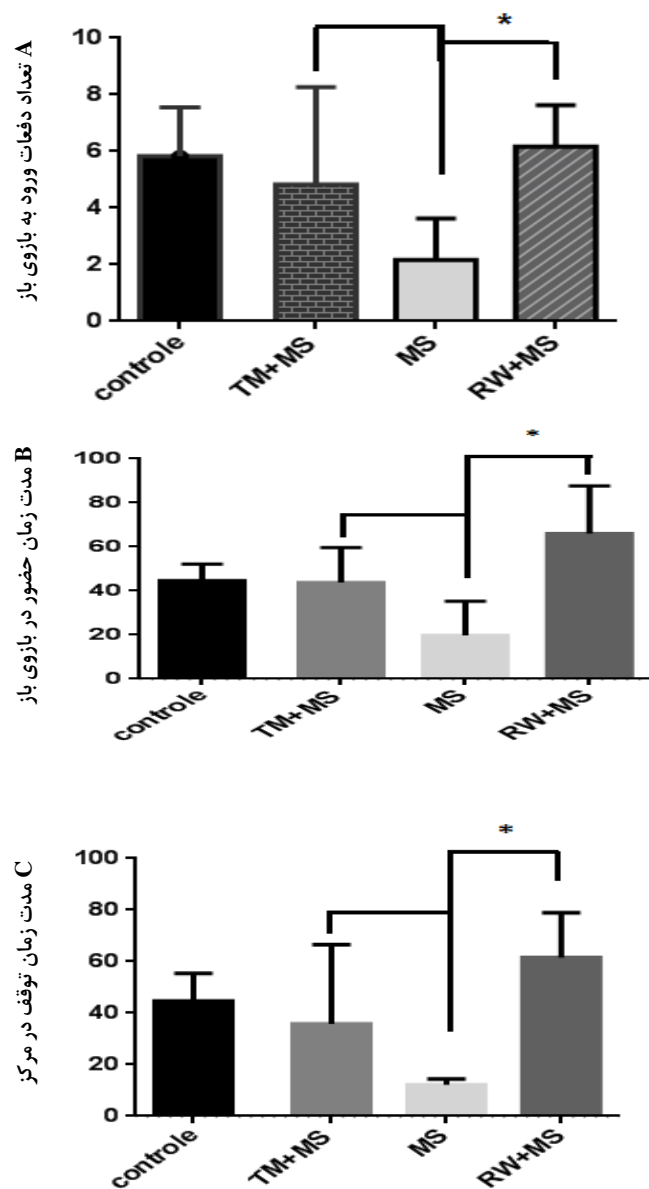 A تعداد دفعات ورود به بازوی باز
*
10
8
6
4
2
0
controle
TM+MS
MS
RW+MS
B مدت زمان حضور در بازوی باز
*
100
80
60
40
20
0
controle
TM+MS
MS
RW+MS
C مدت زمان توقف در مرکز
*
100
80
60
40
20
0
controle
TM+MS
MS
RW+MS